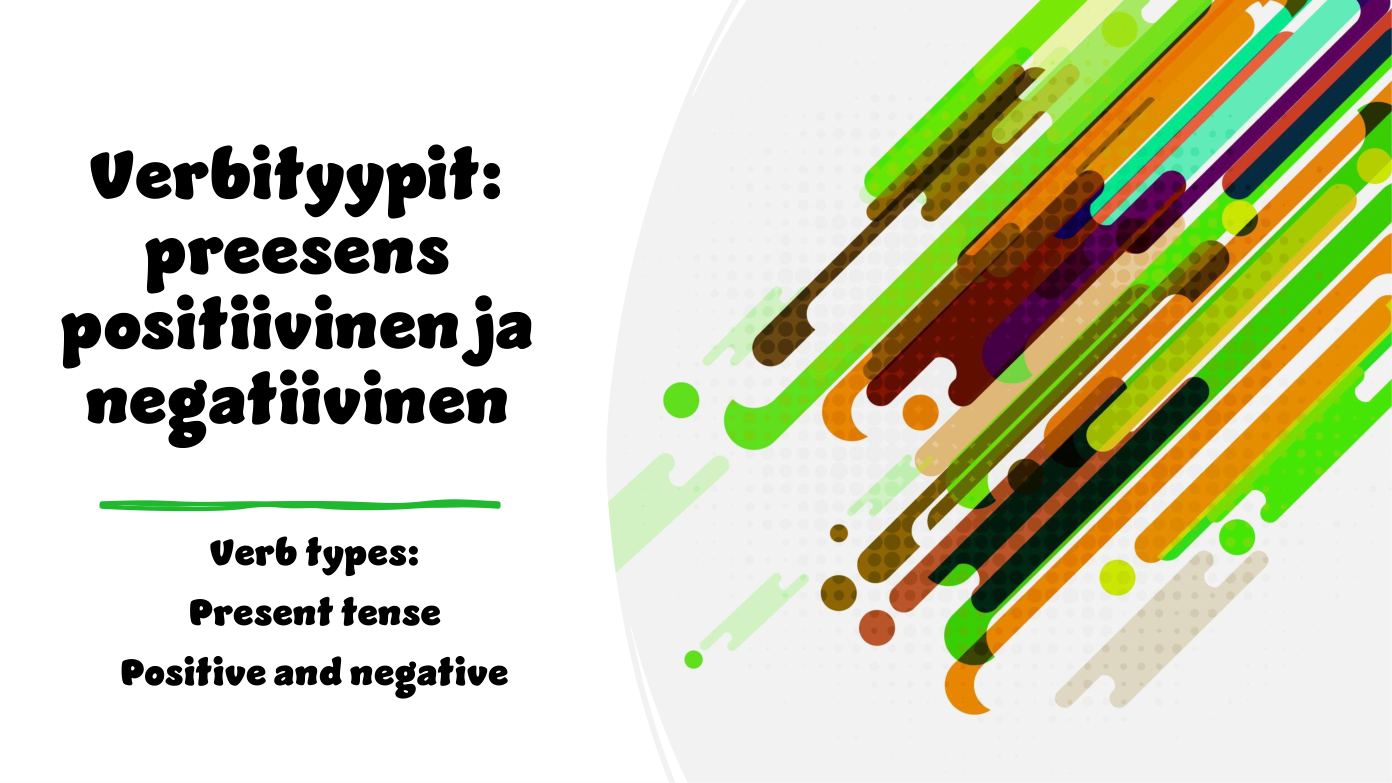 Verbityypit:
preesens
positiivinen ja
negatiivinen
Verb types:
Present tense
Positive and negative